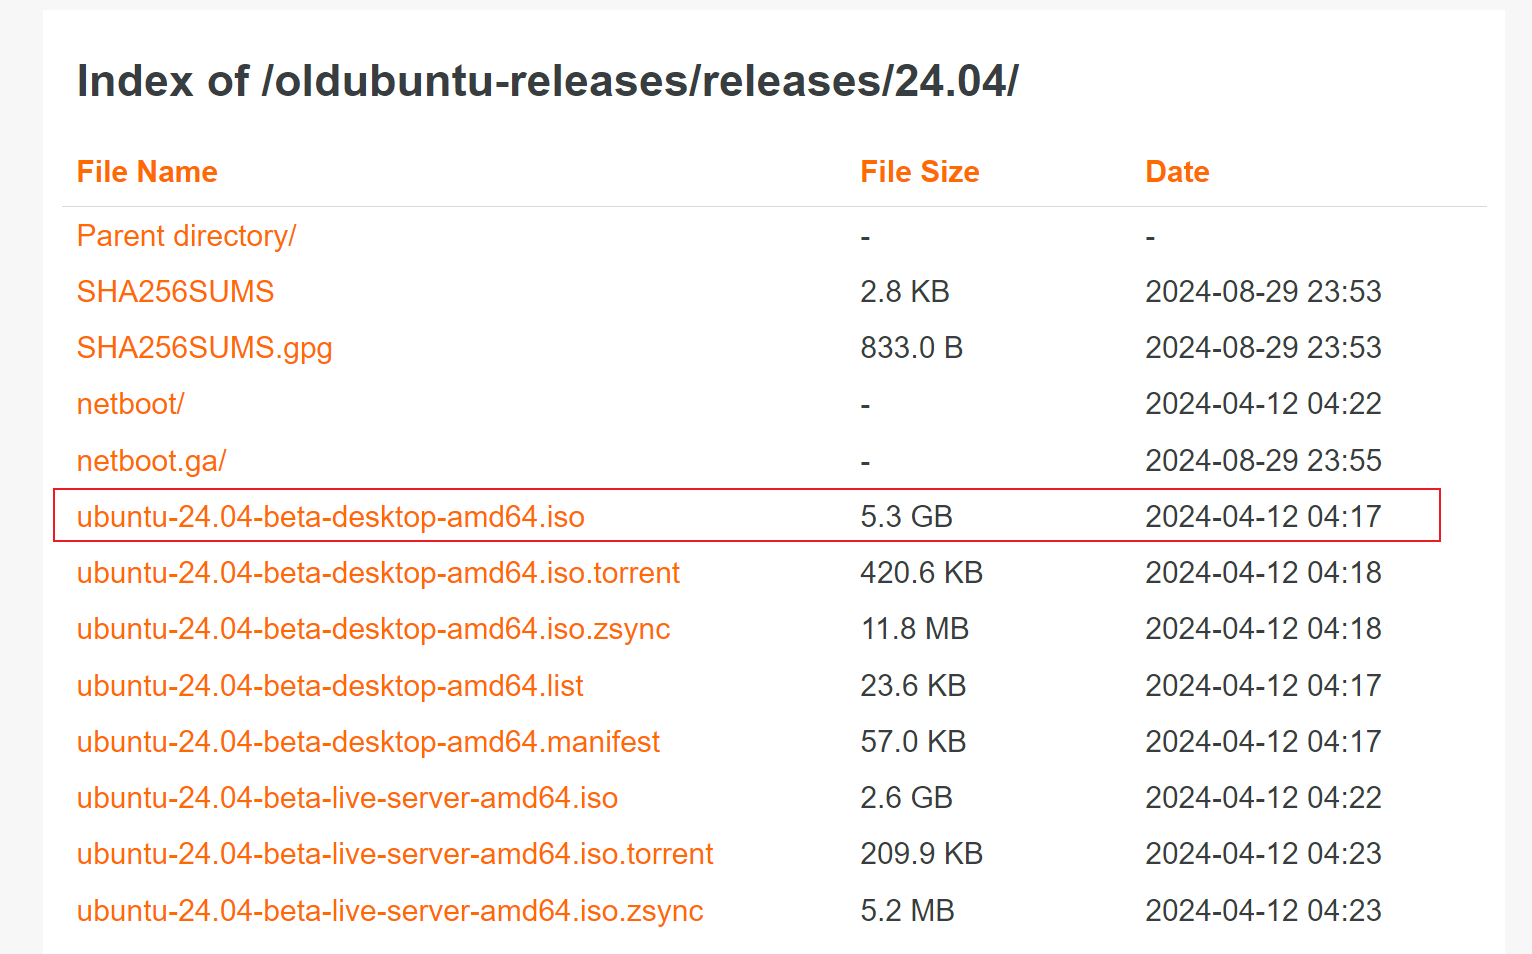 Index of /oldubuntu-releases/releases/24.04/
File Name File Size Date
Parent directory/ - -
SHA256SUMS 2.8 KB 2024-08-29 23:53
SHA256SUMS.gpg 833.0 B 2024-08-29 23:53
netboot/ - 2024-04-12 04:22
netboot.ga/ - 2024-08-29 23:55
ubuntu-24.04-beta-desktop-amd64.iso 5.3 GB 2024-04-12 04:17
ubuntu-24.04-beta-desktop-amd64.iso.torrent 420.6 KB 2024-04-12 04:18
ubuntu-24.04-beta-desktop-amd64.iso.zsync 11.8 MB 2024-04-12 04:18
ubuntu-24.04-beta-desktop-amd64.list 23.6 KB 2024-04-12 04:17
ubuntu-24.04-beta-desktop-amd64.manifest 57.0 KB 2024-04-12 04:17
ubuntu-24.04-beta-live-server-amd64.iso 2.6 GB 2024-04-12 04:22
ubuntu-24.04-beta-live-server-amd64.iso.torrent 209.9 KB 2024-04-12 04:23
ubuntu-24.04-beta-live-server-amd64.iso.zsync 5.2 MB 2024-04-12 04:23